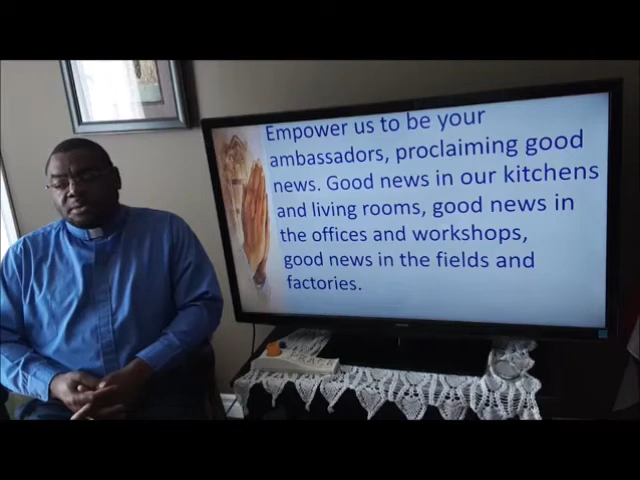 Empower us to be your
ambassadors, proclaiming good
news. Good news in our kitchens
and living rooms, good news in
the offices and workshops,
good news in the fields and
factories.